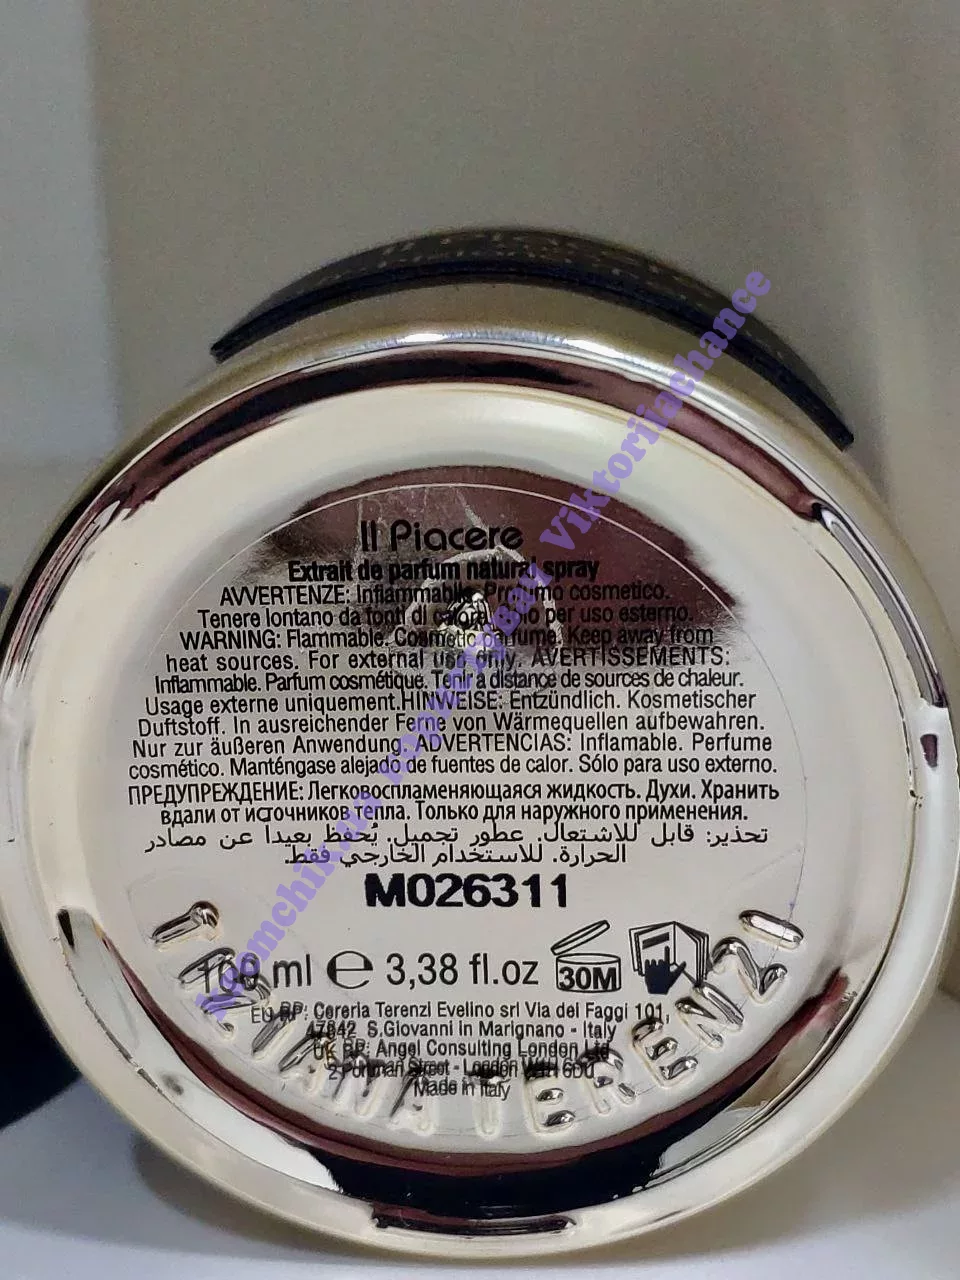 Il Piacere
Extrait de parfum natural spray
AVVERTENZE: Infiammabile. Profumo cosmetico.
Tenere lontano da fonti di calore. Solo per uso esterno.
WARNING: Flammable. Cosmetic parfume. Keep away from
heat sources. For external use only. AVERTISSEMENTS:
Inflammable. Parfum cosmétique. Tenir a distance de sources de chaleur.
Usage externe uniquement.HINWEISE: Entzündlich. Kosmetischer
Duftstoff. In ausreichender Ferne von Wärmequellen aufbewahren.
Nur zur äußeren Anwendung. ADVERTENCIAS: Inflamable. Perfume
cosmético. Manténgase alejado de fuentes de calor. Sólo para uso externo.
ПРЕДУПРЕЖДЕНИЕ: Легковоспламеняющаяся жидкость. Духи. Хранить
вдали от источников тепла. Только для наружного применения.
تحذير: قابل للاشتعال. عطور تجميل. يُحفظ بعيدا عن مصادر
الحرارة. للاستخدام الخارجي فقط.
M026311
100 ml e 3,38 fl.oz 30M
EU RP: Cereria Terenzi Evelino srl Via del Faggi 101,
47842 S.Giovanni in Marignano - Italy
UK RP: Angel Consulting London Ltd
2 Portman Street - London W1H 6DU
Made in Italy
TIZIANA TERENZI
viktoriiachance